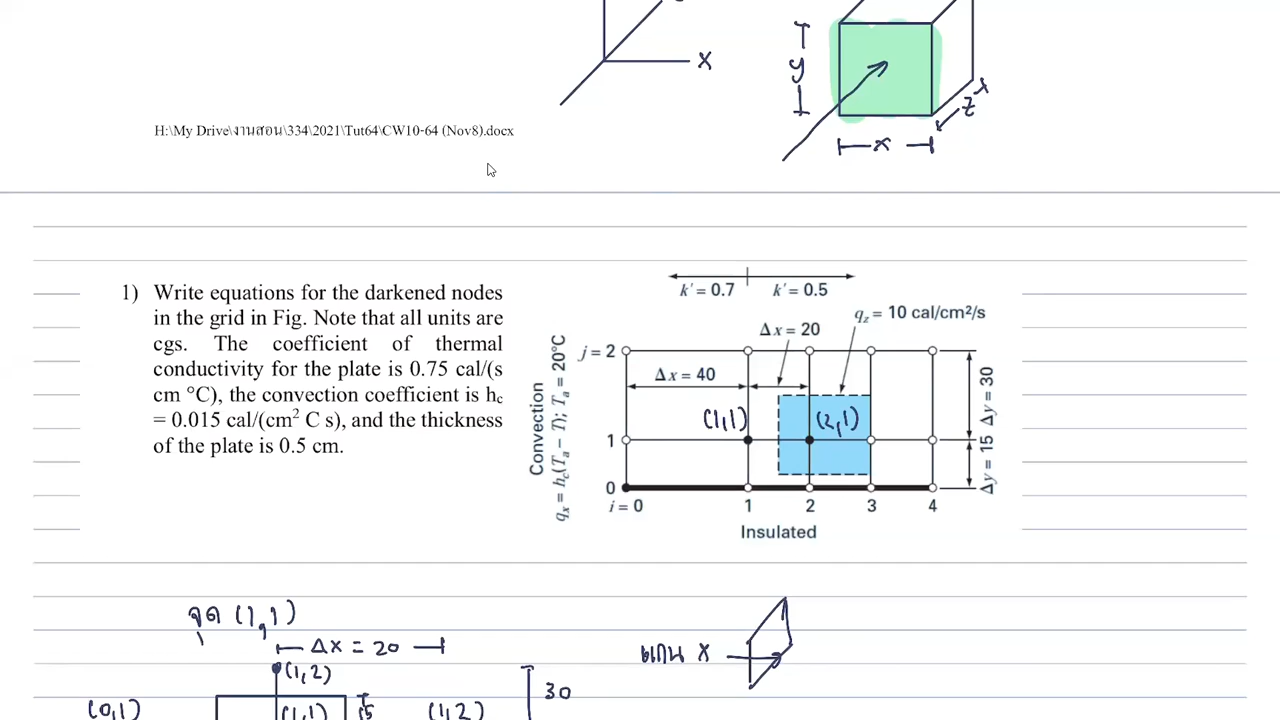 X
y
z
x
H:\My Drive\งานสอน\334\2021\Tut64\CW10-64 (Nov8).docx
1) Write equations for the darkened nodes
in the grid in Fig. Note that all units are
cgs. The coefficient of thermal
conductivity for the plate is 0.75 cal/(s
cm °C), the convection coefficient is hc
= 0.015 cal/(cm² C s), and the thickness
of the plate is 0.5 cm.
k' = 0.7
k' = 0.5
qz = 10 cal/cm²/s
Δx = 20
j = 2
Δx = 40
(1,1)
(2,1)
1
0
i = 0
1
2
3
4
Insulated
Convection
qx = hc(Ta − T); Ta = 20°C
Δy = 15 Δy = 30
จุด (1,1)
Δx = 20
(1,2)
30
แกน X
(0,1)
(1,1)
15
(1,2)